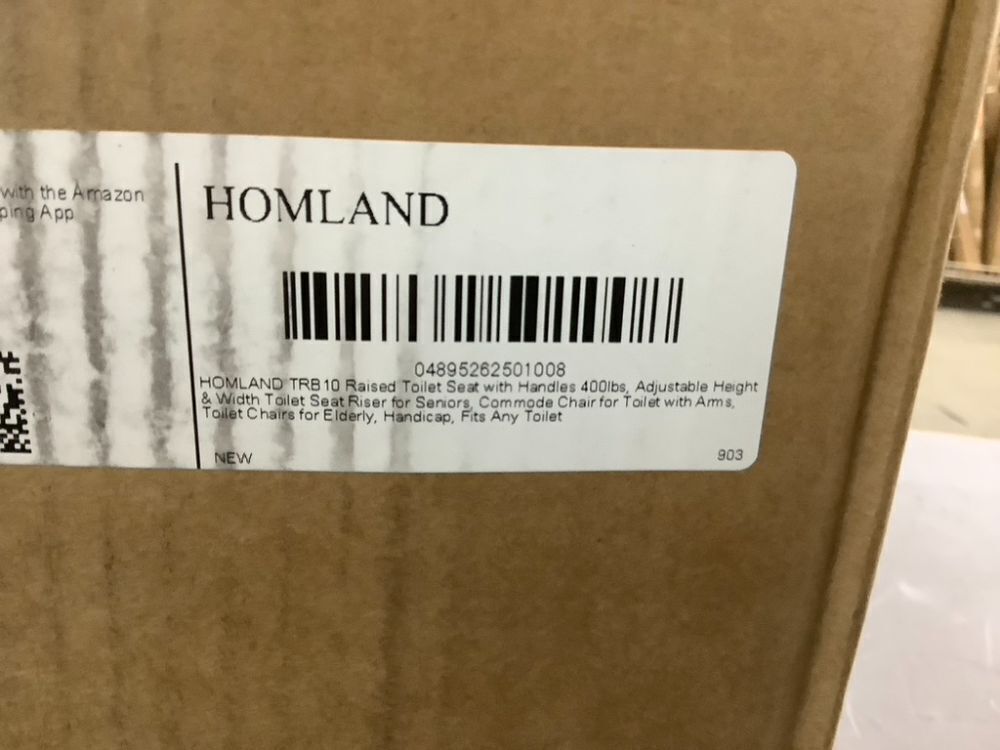 with the Amazon
ping App
HOMLAND
04895262501008
HOMLAND TRB10 Raised Toilet Seat with Handles 400lbs, Adjustable Height
& Width Toilet Seat Riser for Seniors, Commode Chair for Toilet with Arms,
Toilet Chairs for Elderly, Handicap, Fits Any Toilet
NEW
903